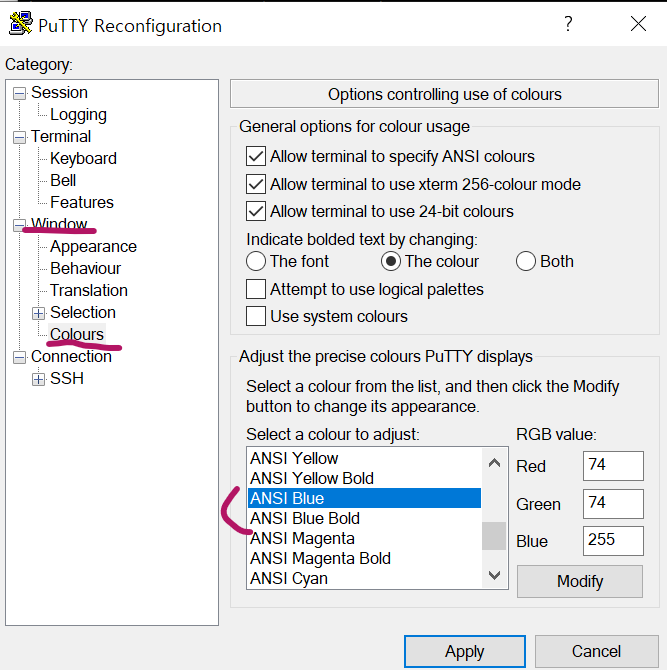 PuTTY Reconfiguration
?
Category:
Session
Logging
Terminal
Keyboard
Bell
Features
Window
Appearance
Behaviour
Translation
Selection
Colours
Connection
SSH
Options controlling use of colours
General options for colour usage
Allow terminal to specify ANSI colours
Allow terminal to use xterm 256-colour mode
Allow terminal to use 24-bit colours
Indicate bolded text by changing:
The font The colour Both
Attempt to use logical palettes
Use system colours
Adjust the precise colours PuTTY displays
Select a colour from the list, and then click the Modify
button to change its appearance.
Select a colour to adjust:
ANSI Yellow
ANSI Yellow Bold
ANSI Blue
ANSI Blue Bold
ANSI Magenta
ANSI Magenta Bold
ANSI Cyan
RGB value:
Red 74
Green 74
Blue 255
Modify
Apply Cancel